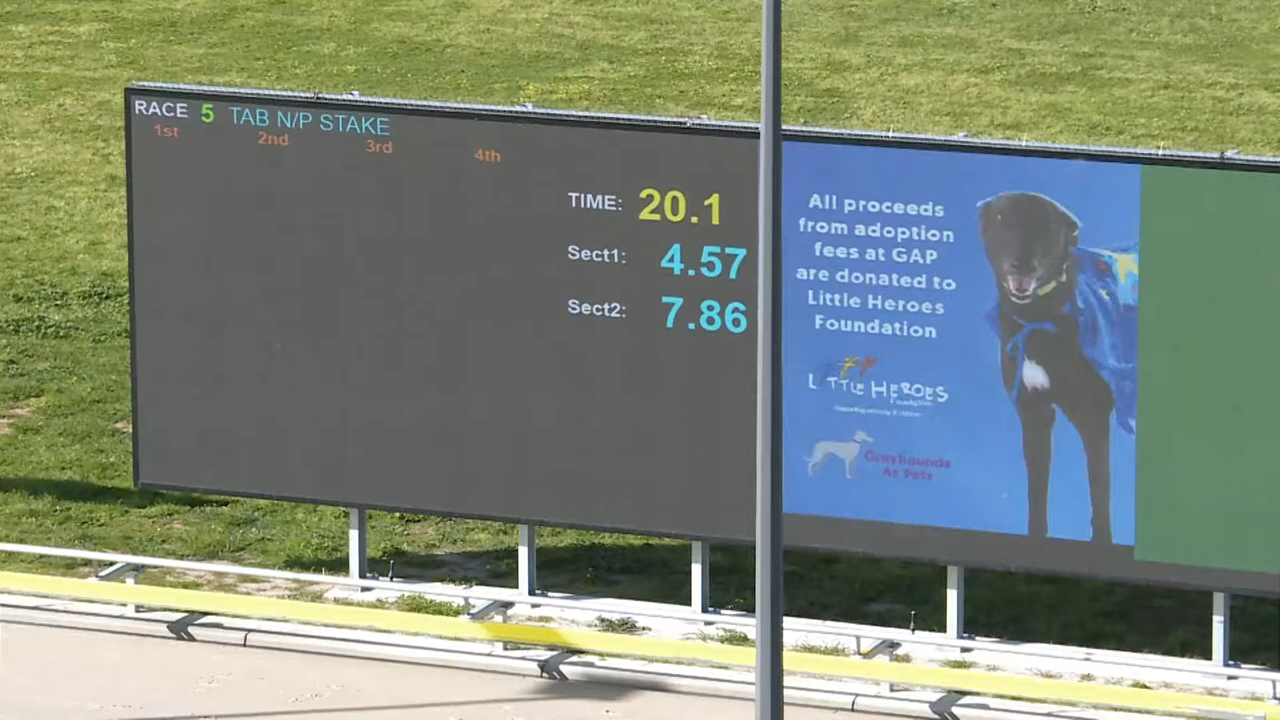 RACE 5 TAB N/P STAKE
1st 2nd 3rd 4th
TIME: 20.1
Sect1: 4.57
Sect2: 7.86
All proceeds
from adoption
fees at GAP
are donated to
Little Heroes
Foundation
LITTLE HEROES
Foundation
Greyhounds
As Pets